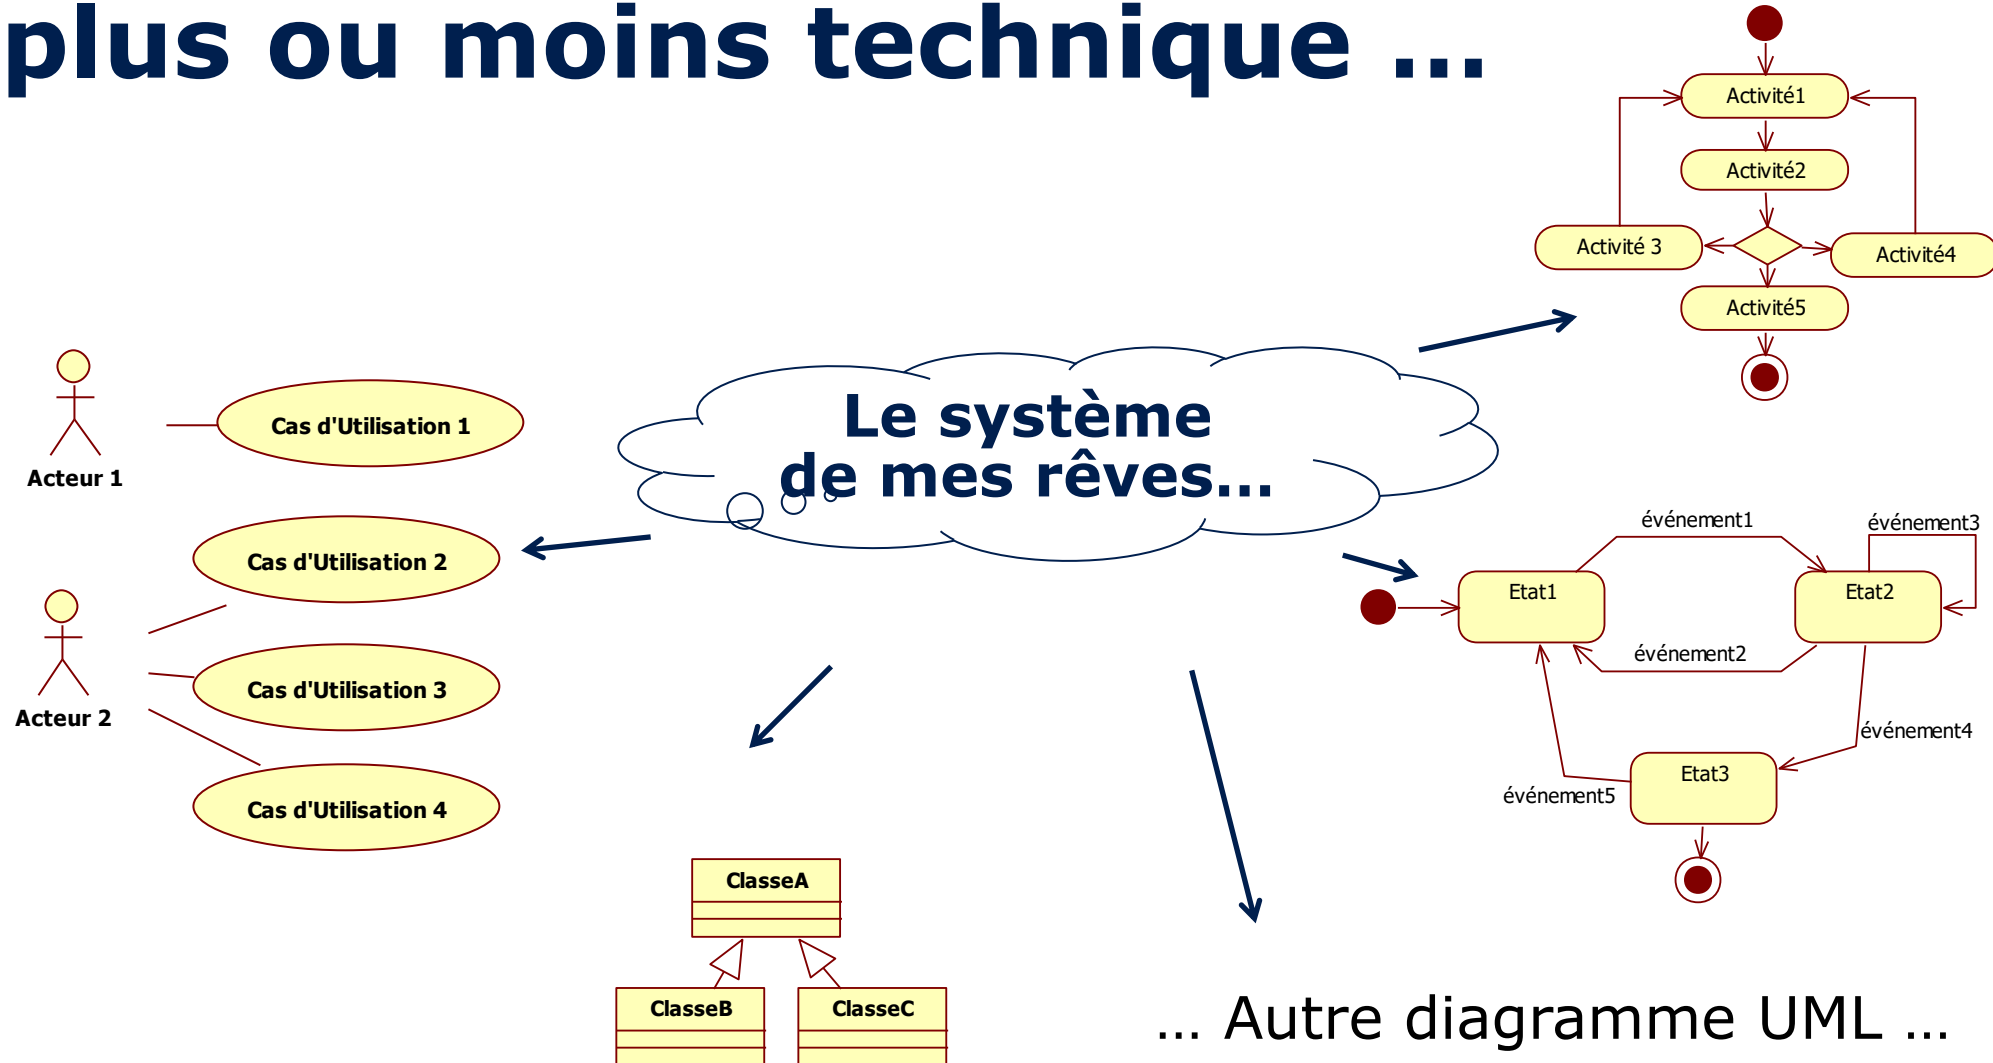 plus ou moins technique ...
Activité1
Activité2
Activité 3
Activité4
Activité5
Le système
de mes rêves...
Cas d'Utilisation 1
Acteur 1
Cas d'Utilisation 2
Cas d'Utilisation 3
Acteur 2
Cas d'Utilisation 4
événement1
événement3
Etat1
Etat2
événement2
événement4
Etat3
événement5
ClasseA
ClasseB
ClasseC
... Autre diagramme UML ...